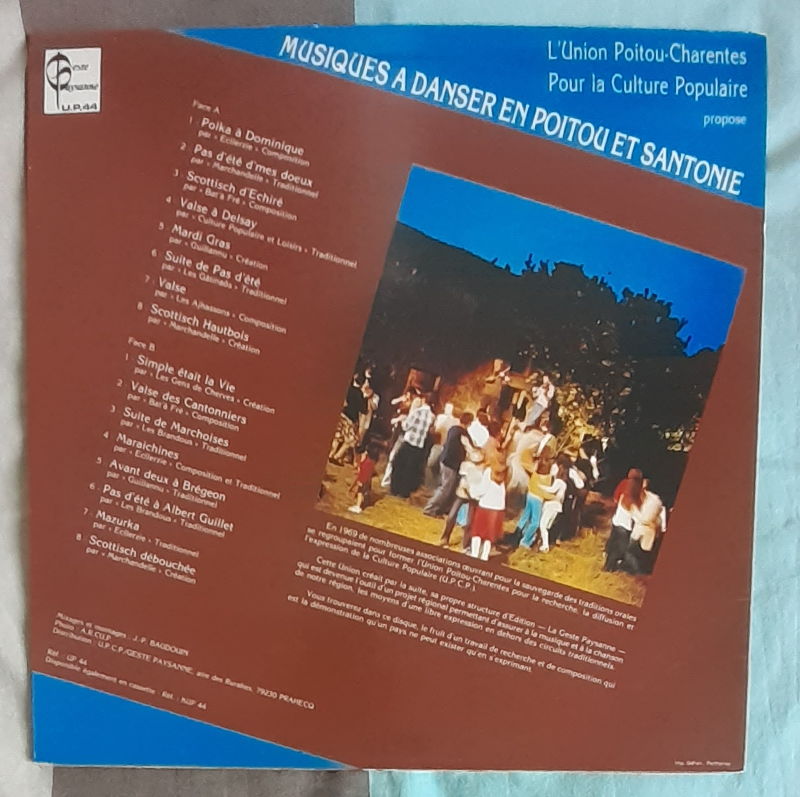 Geste
Paysanne
U.P. 44
L'Union Poitou-Charentes
Pour la Culture Populaire
propose
MUSIQUES A DANSER EN POITOU ET SANTONIE
Face A
1 Polka à Dominique
par « Ecllerzie » Composition
2 Pas d'été d'mes doeux
par « Marchandelle » Traditionnel
3 Scottisch d'Echiré
par « Bar'à Fré » Composition
4 Valse à Delsay
par « Culture Populaire et Loisirs » Traditionnel
5 Mardi Gras
par « Guillannu » Création
6 Suite de Pas d'été
par « Les » Traditionnel
7 Valse
par « Les Ajhassons » Composition
8 Scottisch Hautbois
par « Marchandelle » Création
Face B
1 Simple était la Vie
par « Les Gens de Cherves » Création
2 Valse des Cantonniers
par « Bar'à Fré » Composition
3 Suite de Marchoises
par « Les Brandous » Traditionnel
4 Maraichines
par « Ecllerzie » Composition et Traditionnel
5 Avant deux à Brégeon
par « Guillannu » Traditionnel
6 Pas d'été à Albert Guillet
par « Les Brandous » Traditionnel
7 Mazurka
par « Ecllerzie » Traditionnel
8 Scottisch débouchée
par « Marchandelle » Création
En 1969 de nombreuses associations œuvrant pour la sauvegarde des traditions orales
se regroupaient pour former l'Union Poitou-Charentes pour la recherche, la diffusion et
l'expression de la Culture Populaire (U.P.C.P.).
Cette Union créait par la suite, sa propre structure d'Edition — La Geste Paysanne —
qui est devenue l'outil d'un projet régional permettant d'assurer à la musique et à la chanson
de notre région, les moyens d'une libre expression en dehors des circuits traditionnels.
Vous trouverez dans ce disque, le fruit d'un travail de recherche et de composition qui
est la démonstration qu'un pays ne peut exister qu'en s'exprimant.
Mixages et montages : J.-P. BAUDOUIN
Photo : A.R.CU.P
Distribution : U.P.C.P./GESTE PAYSANNE, aire des Ruralies, 79230 PRAHECQ
Réf. : UP 44
Disponible également en cassette - Réf. : KUP 44
Imp. Parthenay